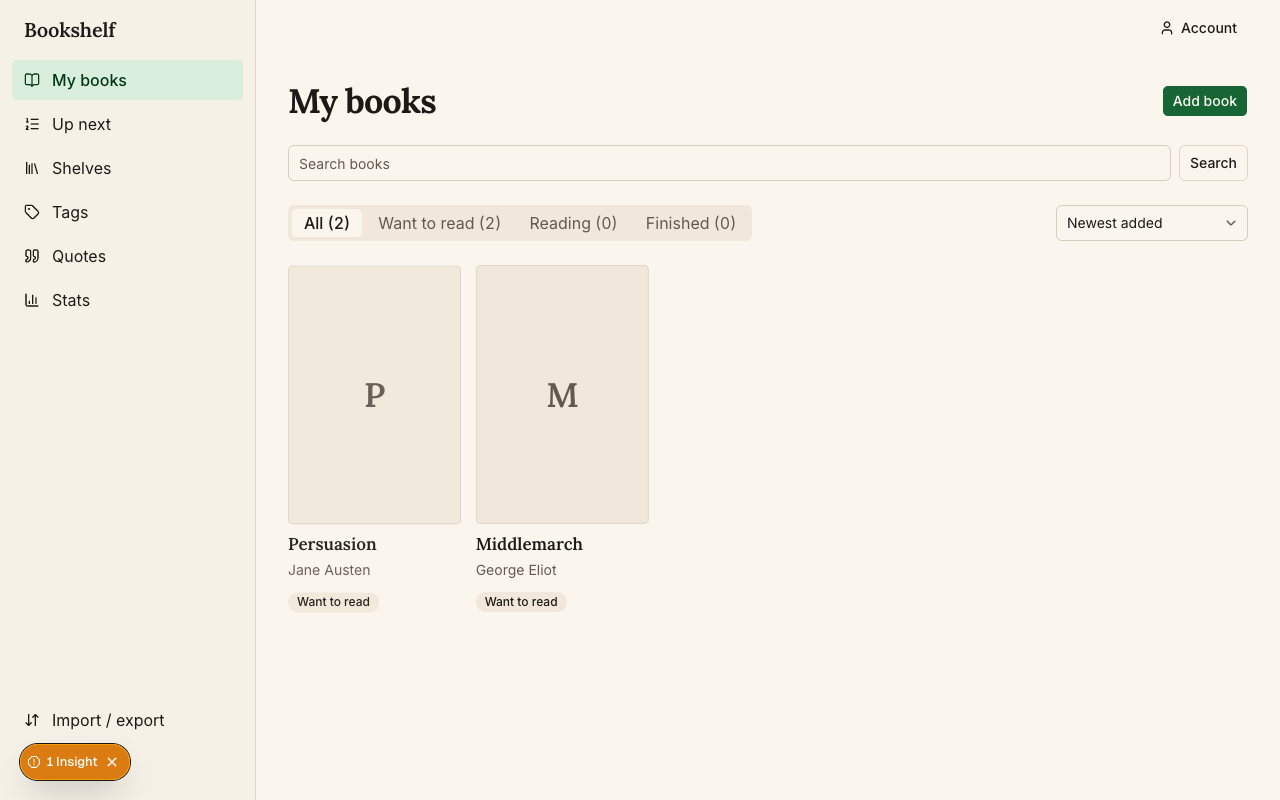 Bookshelf
My books
Up next
Shelves
Tags
Quotes
Stats
Import / export
1 Insight
Account
My books
Add book
Search books
Search
All (2)
Want to read (2)
Reading (0)
Finished (0)
Newest added
P
M
Persuasion
Jane Austen
Want to read
Middlemarch
George Eliot
Want to read